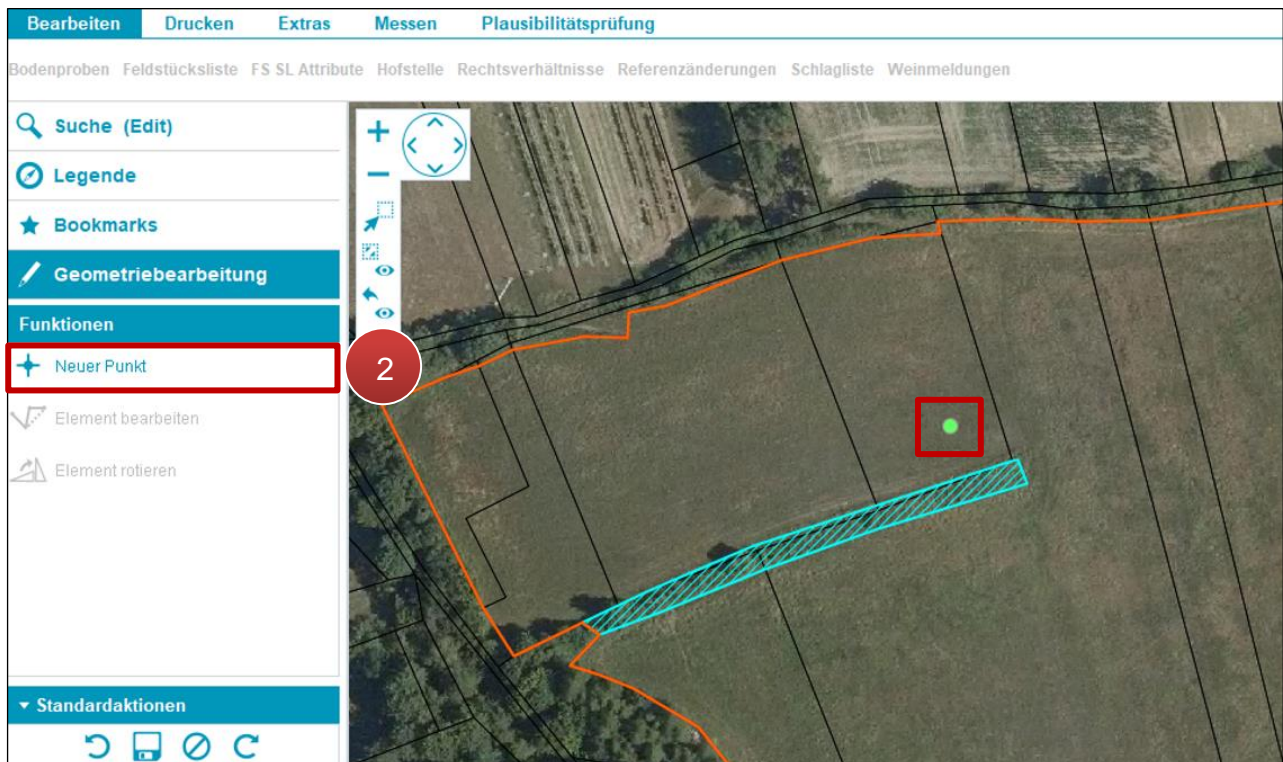 Bearbeiten Drucken Extras Messen Plausibilitätsprüfung
Bodenproben Feldstücksliste FS SL Attribute Hofstelle Rechtsverhältnisse Referenzänderungen Schlagliste Weinmeldungen
Suche (Edit)
Legende
Bookmarks
Geometriebearbeitung
Funktionen
Neuer Punkt
2
Element bearbeiten
Element rotieren
Standardaktionen